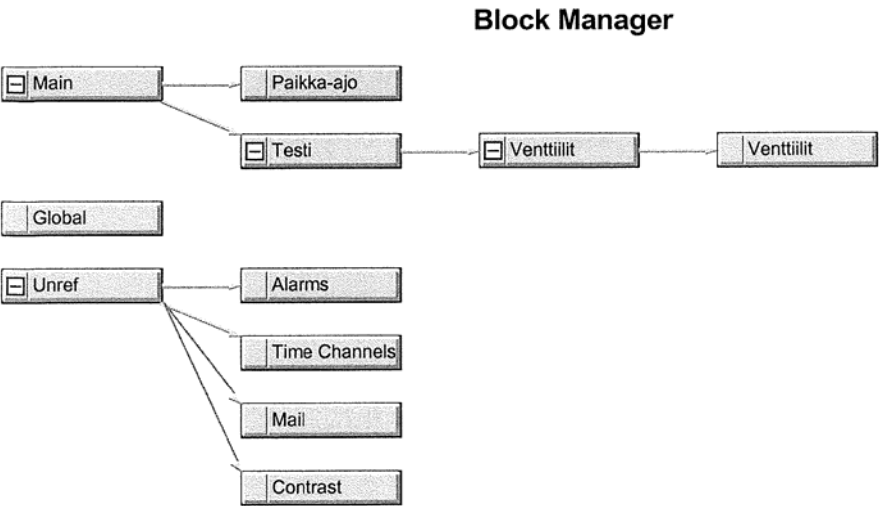 Block Manager
Main
Paikka-ajo
Testi
Venttiilit
Venttiilit
Global
Unref
Alarms
Time Channels
Mail
Contrast